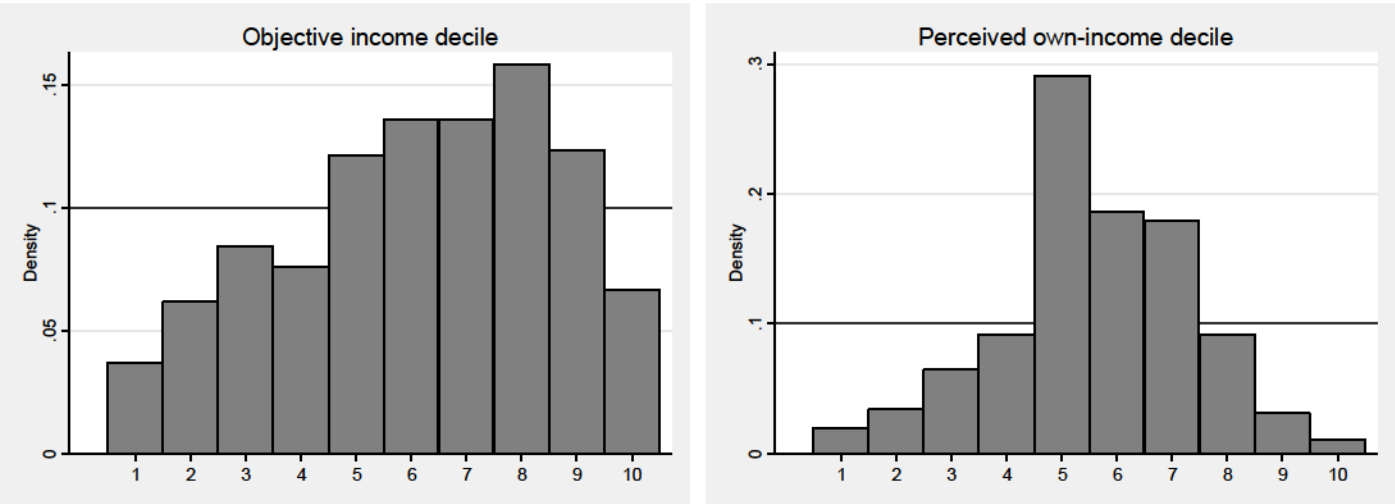 Objective income decile
Density
.15
.1
.05
0
1 2 3 4 5 6 7 8 9 10
Perceived own-income decile
Density
.3
.2
.1
0
1 2 3 4 5 6 7 8 9 10